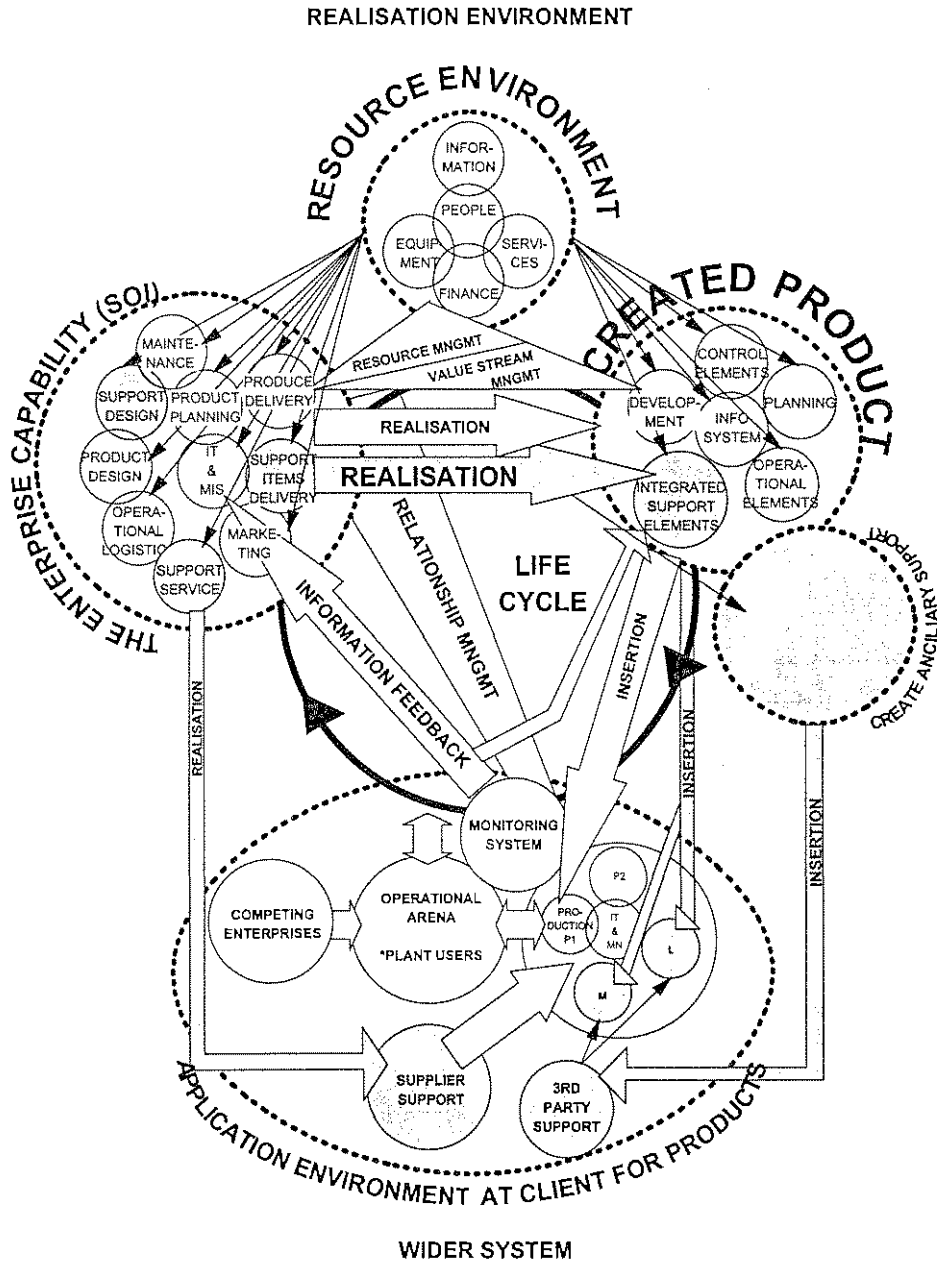 REALISATION ENVIRONMENT
RESOURCE ENVIRONMENT
INFOR-
MATION
PEOPLE
EQUIP
MENT
SERVI-
CES
FINANCE
THE ENTERPRISE CAPABILITY (SOI)
MAINTE-
NANCE
SUPPORT
DESIGN
PRODUCT
PLANNING
PRODUCE
DELIVERY
PRODUCT
DESIGN
IT
&
MIS
SUPPORT
ITEMS
DELIVERY
OPERA-
TIONAL
LOGISTIC
MARKE-
TING
SUPPORT
SERVICE
RESOURCE MNGMT
VALUE STREAM
MNGMT
REALISATION
REALISATION
CREATED PRODUCT
CONTROL
ELEMENTS
DEVELOP-
MENT
PLANNING
INFO
SYSTEM
INTEGRATED
SUPPORT
ELEMENTS
OPERA-
TIONAL
ELEMENTS
CREATE ANCILIARY SUPPORT
LIFE
CYCLE
RELATIONSHIP MNGMT
INFORMATION FEEDBACK
INSERTION
INSERTION
INSERTION
REALISATION
MONITORING
SYSTEM
COMPETING
ENTERPRISES
OPERATIONAL
ARENA
*PLANT USERS
P2
PRO-
DUCTION
P1
IT
&
MN
L
M
SUPPLIER
SUPPORT
3RD
PARTY
SUPPORT
APPLICATION ENVIRONMENT AT CLIENT FOR PRODUCTS
WIDER SYSTEM